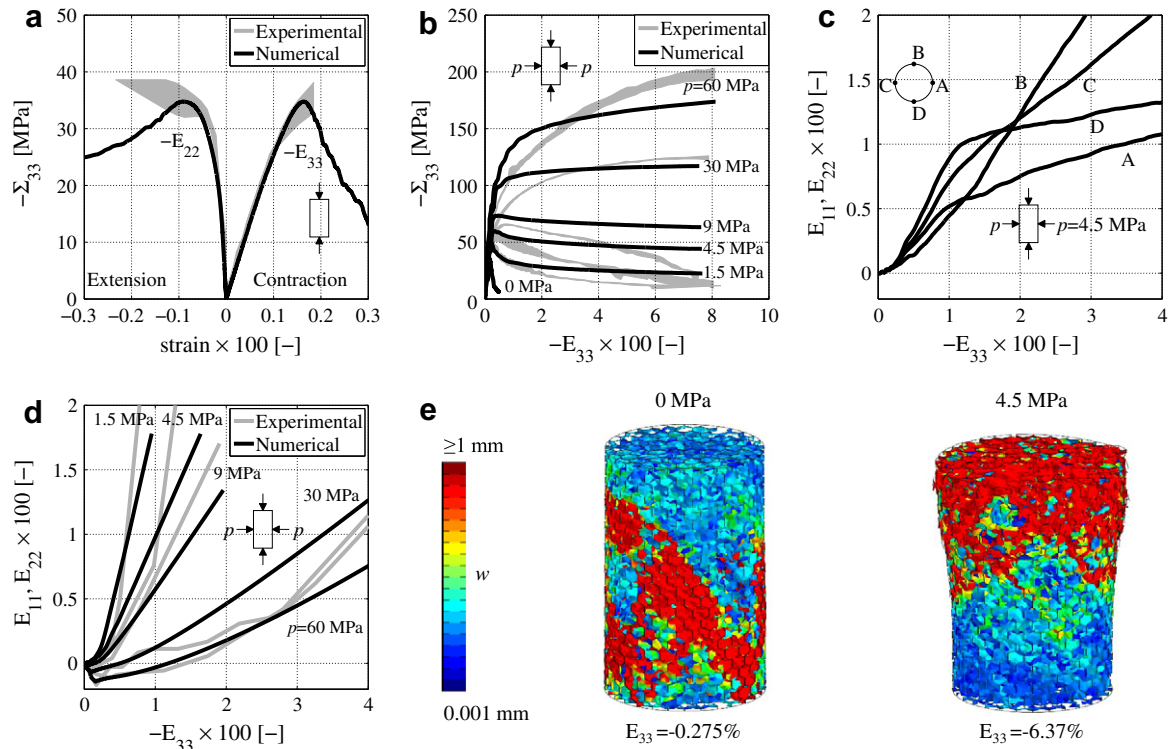 a
Experimental
Numerical
−Σ33 [MPa]
50
40
30
20
10
0
−E22
−E33
Extension
Contraction
−0.3 −0.2 −0.1 0 0.1 0.2 0.3
strain × 100 [−]
b
Experimental
Numerical
−Σ33 [MPa]
250
200
150
100
50
0
p p
p=60 MPa
30 MPa
9 MPa
4.5 MPa
1.5 MPa
0 MPa
0 2 4 6 8 10
−E33 × 100 [−]
c
E11, E22 × 100 [−]
2
1.5
1
0.5
0
B
C A
D
B
C
D
A
p p=4.5 MPa
0 1 2 3 4
−E33 × 100 [−]
d
Experimental
Numerical
E11, E22 × 100 [−]
2
1.5
1
0.5
0
1.5 MPa 4.5 MPa
9 MPa
30 MPa
p p
p=60 MPa
0 1 2 3 4
−E33 × 100 [−]
e
0 MPa 4.5 MPa
≥1 mm
w
0.001 mm
E33=-0.275% E33=-6.37%